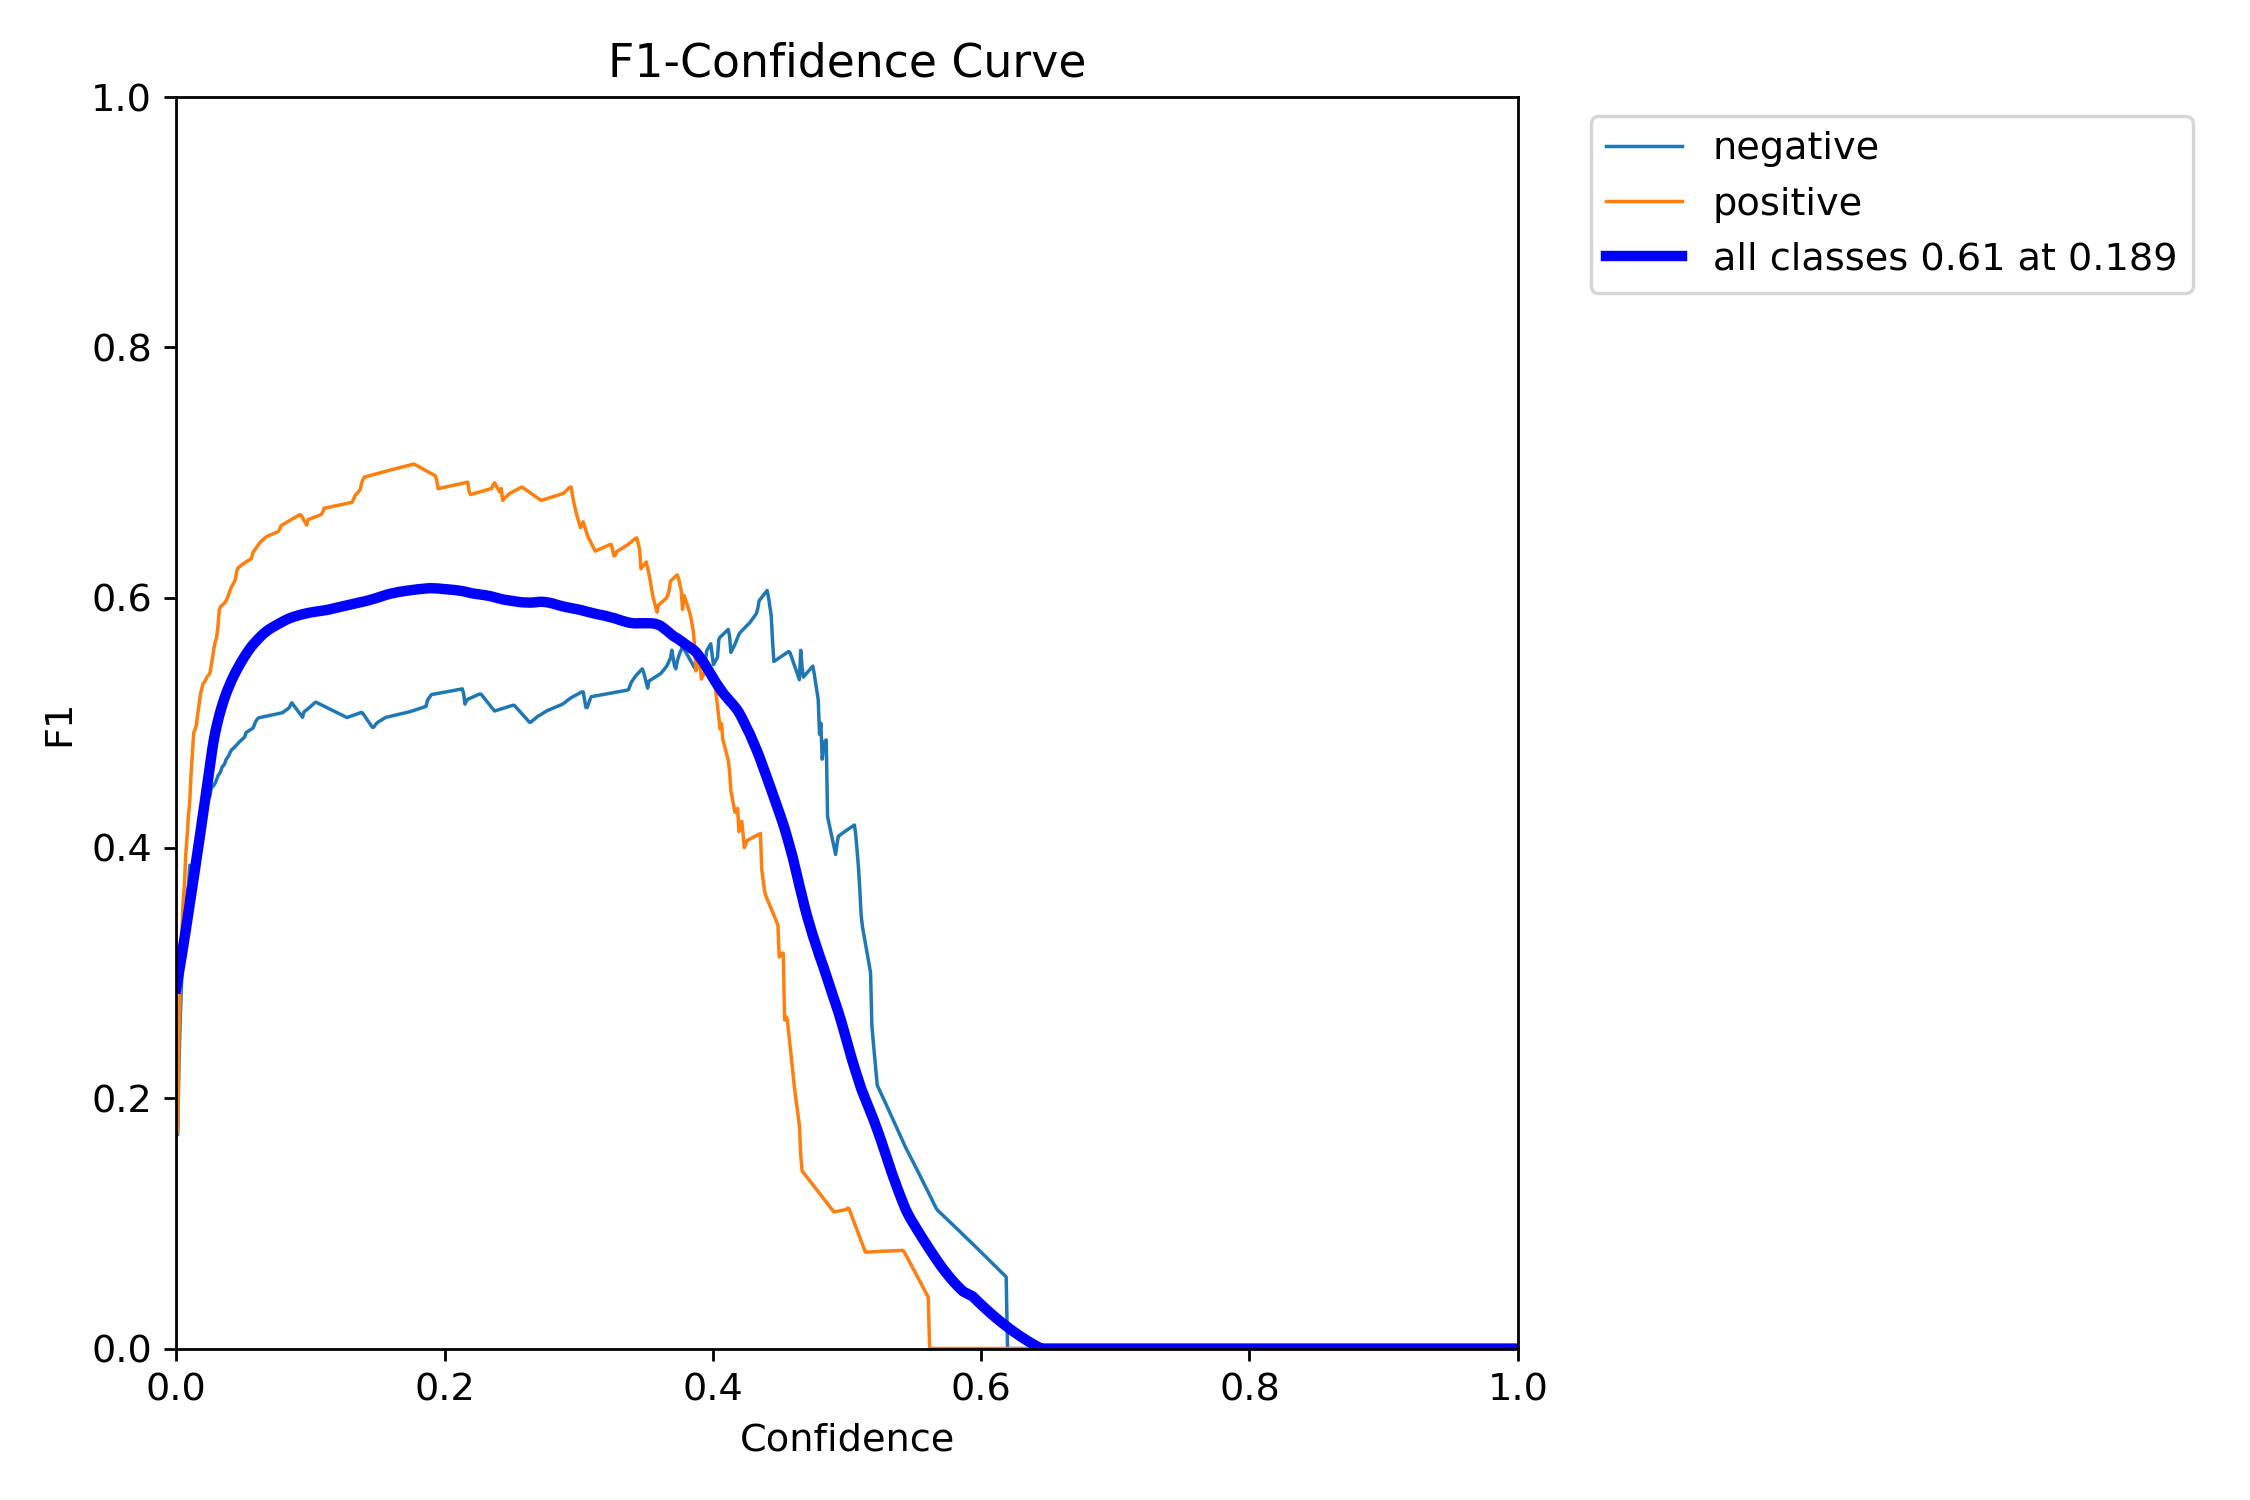 F1-Confidence Curve
1.0
0.8
0.6
0.4
0.2
0.0
F1
0.0 0.2 0.4 0.6 0.8 1.0
Confidence
negative
positive
all classes 0.61 at 0.189